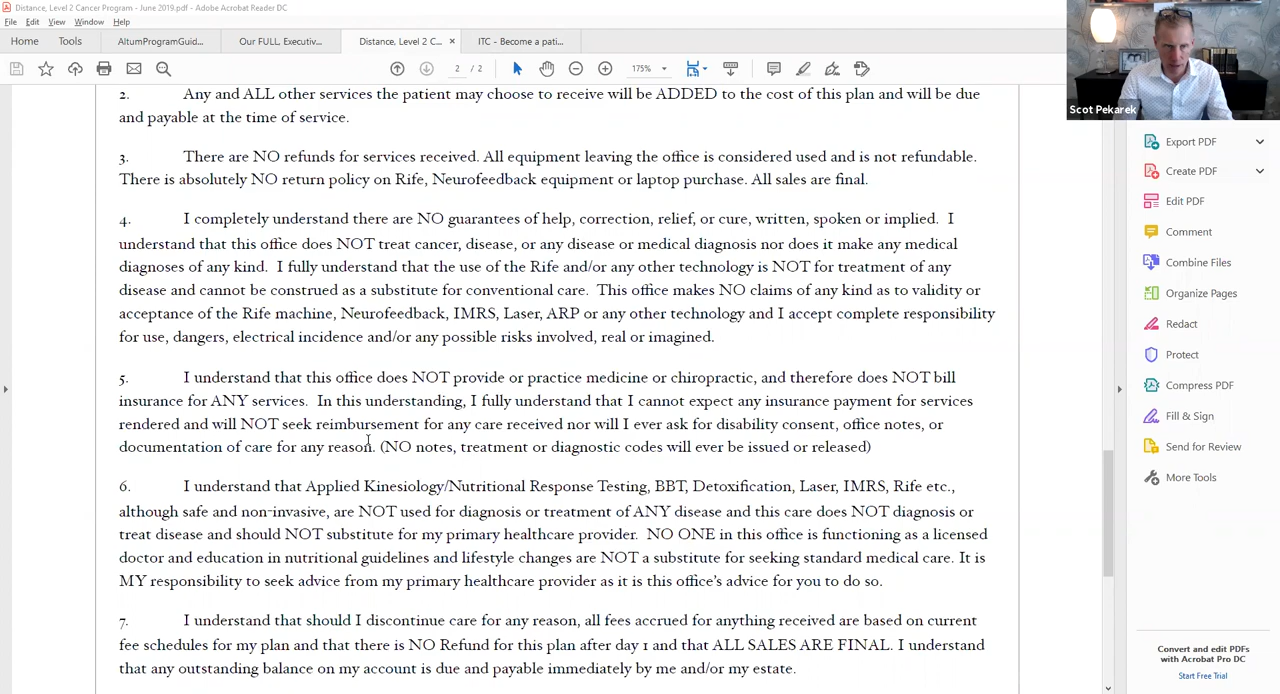 Distance, Level 2 Cancer Program - June 2019.pdf - Adobe Acrobat Reader DC
File Edit View Window Help
Home Tools AltumProgramGuid... Our FULL, Executiv... Distance, Level 2 C... × ITC - Become a pati...
2 / 2 175%
Scot Pekarek
2. Any and ALL other services the patient may choose to receive will be ADDED to the cost of this plan and will be due
and payable at the time of service.
3. There are NO refunds for services received. All equipment leaving the office is considered used and is not refundable.
There is absolutely NO return policy on Rife, Neurofeedback equipment or laptop purchase. All sales are final.
4. I completely understand there are NO guarantees of help, correction, relief, or cure, written, spoken or implied. I
understand that this office does NOT treat cancer, disease, or any disease or medical diagnosis nor does it make any medical
diagnoses of any kind. I fully understand that the use of the Rife and/or any other technology is NOT for treatment of any
disease and cannot be construed as a substitute for conventional care. This office makes NO claims of any kind as to validity or
acceptance of the Rife machine, Neurofeedback, IMRS, Laser, ARP or any other technology and I accept complete responsibility
for use, dangers, electrical incidence and/or any possible risks involved, real or imagined.
5. I understand that this office does NOT provide or practice medicine or chiropractic, and therefore does NOT bill
insurance for ANY services. In this understanding, I fully understand that I cannot expect any insurance payment for services
rendered and will NOT seek reimbursement for any care received nor will I ever ask for disability consent, office notes, or
documentation of care for any reason. (NO notes, treatment or diagnostic codes will ever be issued or released)
6. I understand that Applied Kinesiology/Nutritional Response Testing, BBT, Detoxification, Laser, IMRS, Rife etc.,
although safe and non-invasive, are NOT used for diagnosis or treatment of ANY disease and this care does NOT diagnosis or
treat disease and should NOT substitute for my primary healthcare provider. NO ONE in this office is functioning as a licensed
doctor and education in nutritional guidelines and lifestyle changes are NOT a substitute for seeking standard medical care. It is
MY responsibility to seek advice from my primary healthcare provider as it is this office's advice for you to do so.
7. I understand that should I discontinue care for any reason, all fees accrued for anything received are based on current
fee schedules for my plan and that there is NO Refund for this plan after day 1 and that ALL SALES ARE FINAL. I understand
that any outstanding balance on my account is due and payable immediately by me and/or my estate.
Export PDF
Create PDF
Edit PDF
Comment
Combine Files
Organize Pages
Redact
Protect
Compress PDF
Fill & Sign
Send for Review
More Tools
Convert and edit PDFs
with Acrobat Pro DC
Start Free Trial